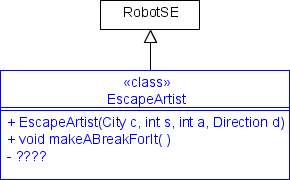 RobotSE
«class»
EscapeArtist
+ EscapeArtist(City c, int s, int a, Direction d)
+ void makeABreakForIt( )
- ????